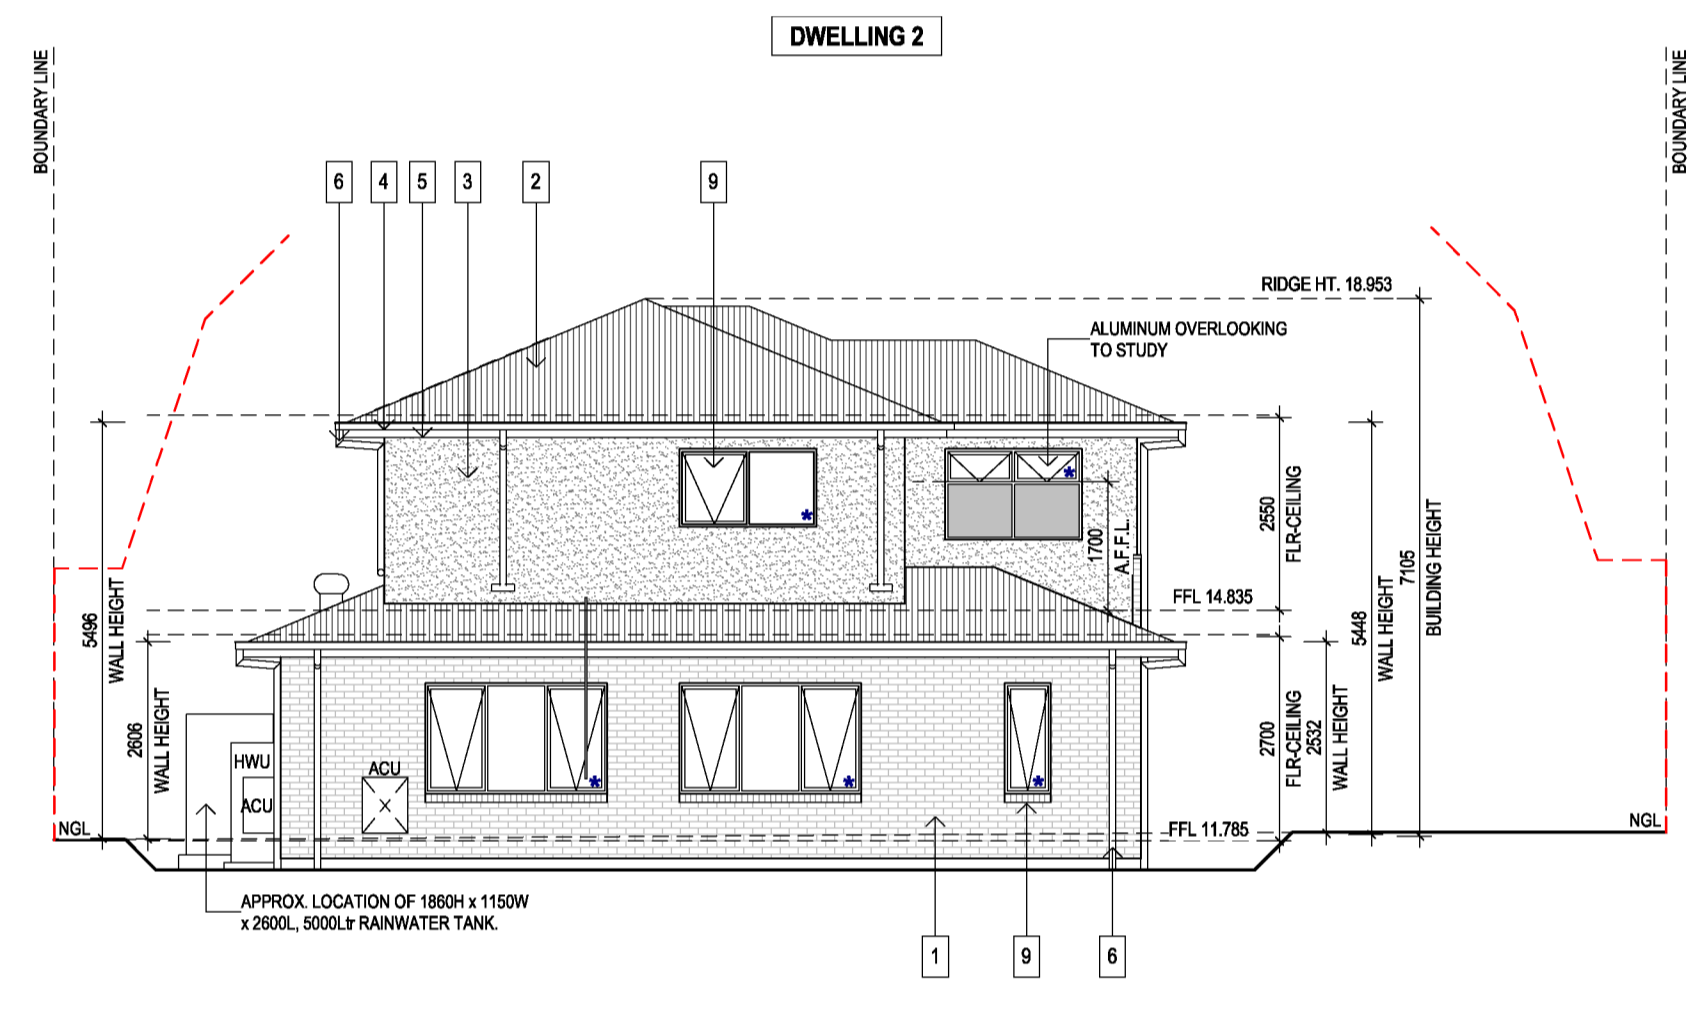 DWELLING 2
BOUNDARY LINE
BOUNDARY LINE
6
4
5
3
2
9
RIDGE HT. 18.953
ALUMINUM OVERLOOKING
TO STUDY
1700
A.F.F.L.
2550
FLR-CEILING
FFL 14.835
7105
BUILDING HEIGHT
5448
WALL HEIGHT
5496
WALL HEIGHT
2606
WALL HEIGHT
2700
FLR-CEILING
2532
WALL HEIGHT
HWU
ACU
ACU
X
*
*
*
*
*
NGL
FFL 11.785
NGL
APPROX. LOCATION OF 1860H x 1150W
x 2600L, 5000Ltr RAINWATER TANK.
1
9
6